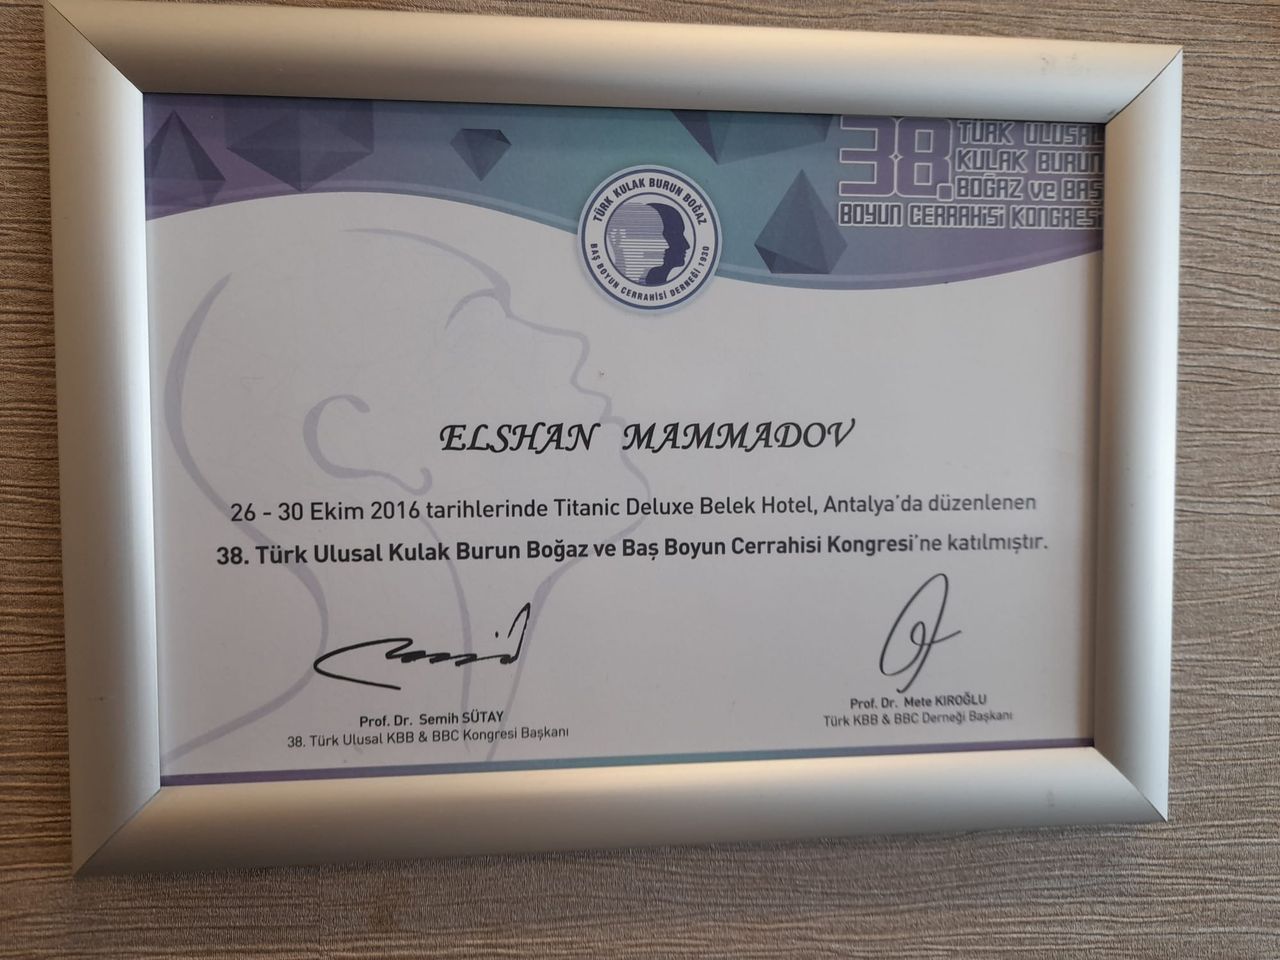 38. TÜRK ULUSAL
KULAK BURUN
BOĞAZ ve BAŞ
BOYUN CERRAHİSİ KONGRESİ
TÜRK KULAK BURUN BOĞAZ
BAŞ BOYUN CERRAHİSİ DERNEĞİ 1930
ELSHAN MAMMADOV
26 - 30 Ekim 2016 tarihlerinde Titanic Deluxe Belek Hotel, Antalya'da düzenlenen
38. Türk Ulusal Kulak Burun Boğaz ve Baş Boyun Cerrahisi Kongresi'ne katılmıştır.
Prof. Dr. Semih SÜTAY
38. Türk Ulusal KBB & BBC Kongresi Başkanı
Prof. Dr. Mete KIROĞLU
Türk KBB & BBC Derneği Başkanı